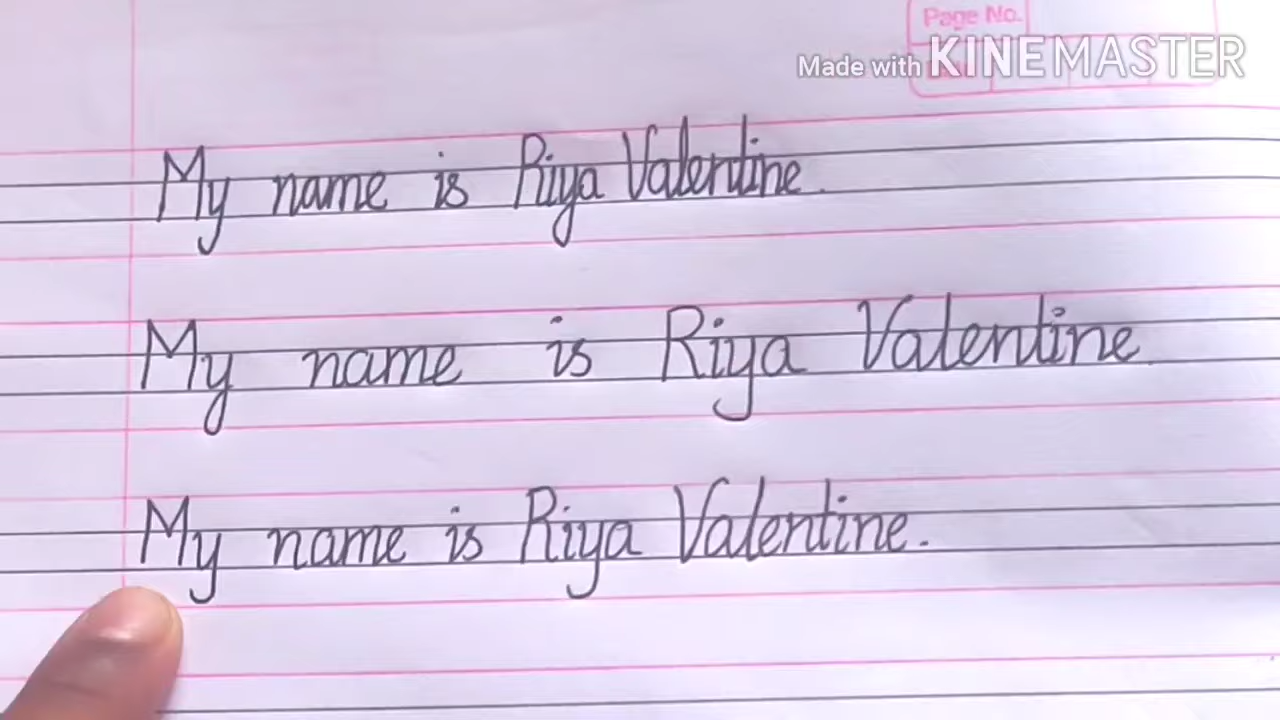 Page No.
Made with KINEMASTER
My name is Riya Valentine.
My name is Riya Valentine
My name is Riya Valentine.